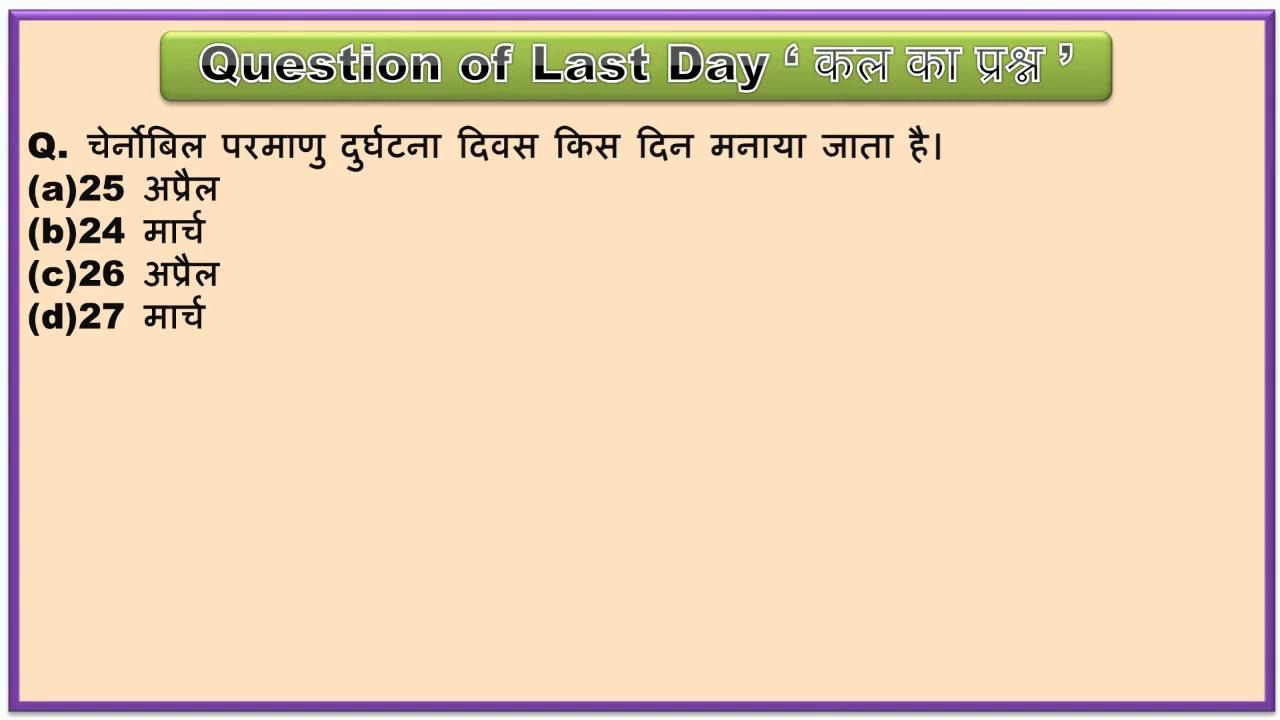 Question of Last Day ‘ कल का प्रश्न ’
Q. चेर्नोबिल परमाणु दुर्घटना दिवस किस दिन मनाया जाता है।
(a)25 अप्रैल
(b)24 मार्च
(c)26 अप्रैल
(d)27 मार्च